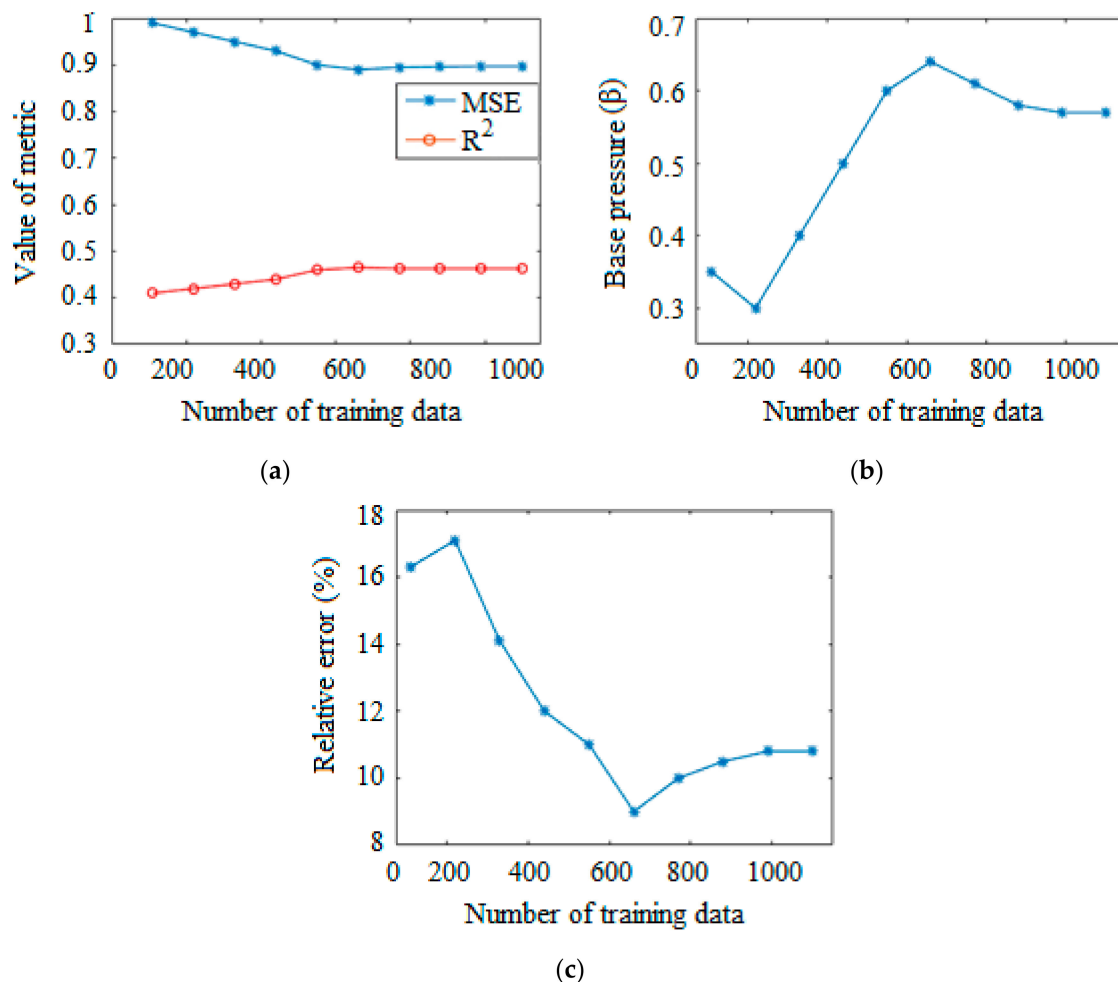 1
0.9
0.8
0.7
0.6
0.5
0.4
0.3
Value of metric
MSE
R²
0 200 400 600 800 1000
Number of training data
(a)
0.7
0.6
0.5
0.4
0.3
Base pressure (β)
0 200 400 600 800 1000
Number of training data
(b)
18
16
14
12
10
8
Relative error (%)
0 200 400 600 800 1000
Number of training data
(c)